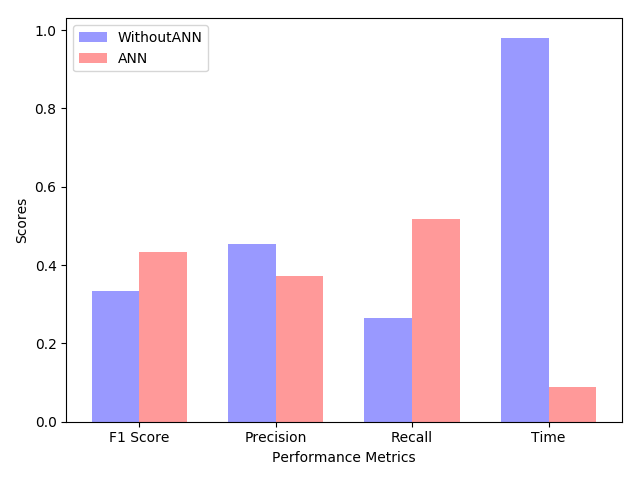 WithoutANN
ANN
1.0
0.8
0.6
0.4
0.2
0.0
Scores
F1 Score Precision Recall Time
Performance Metrics